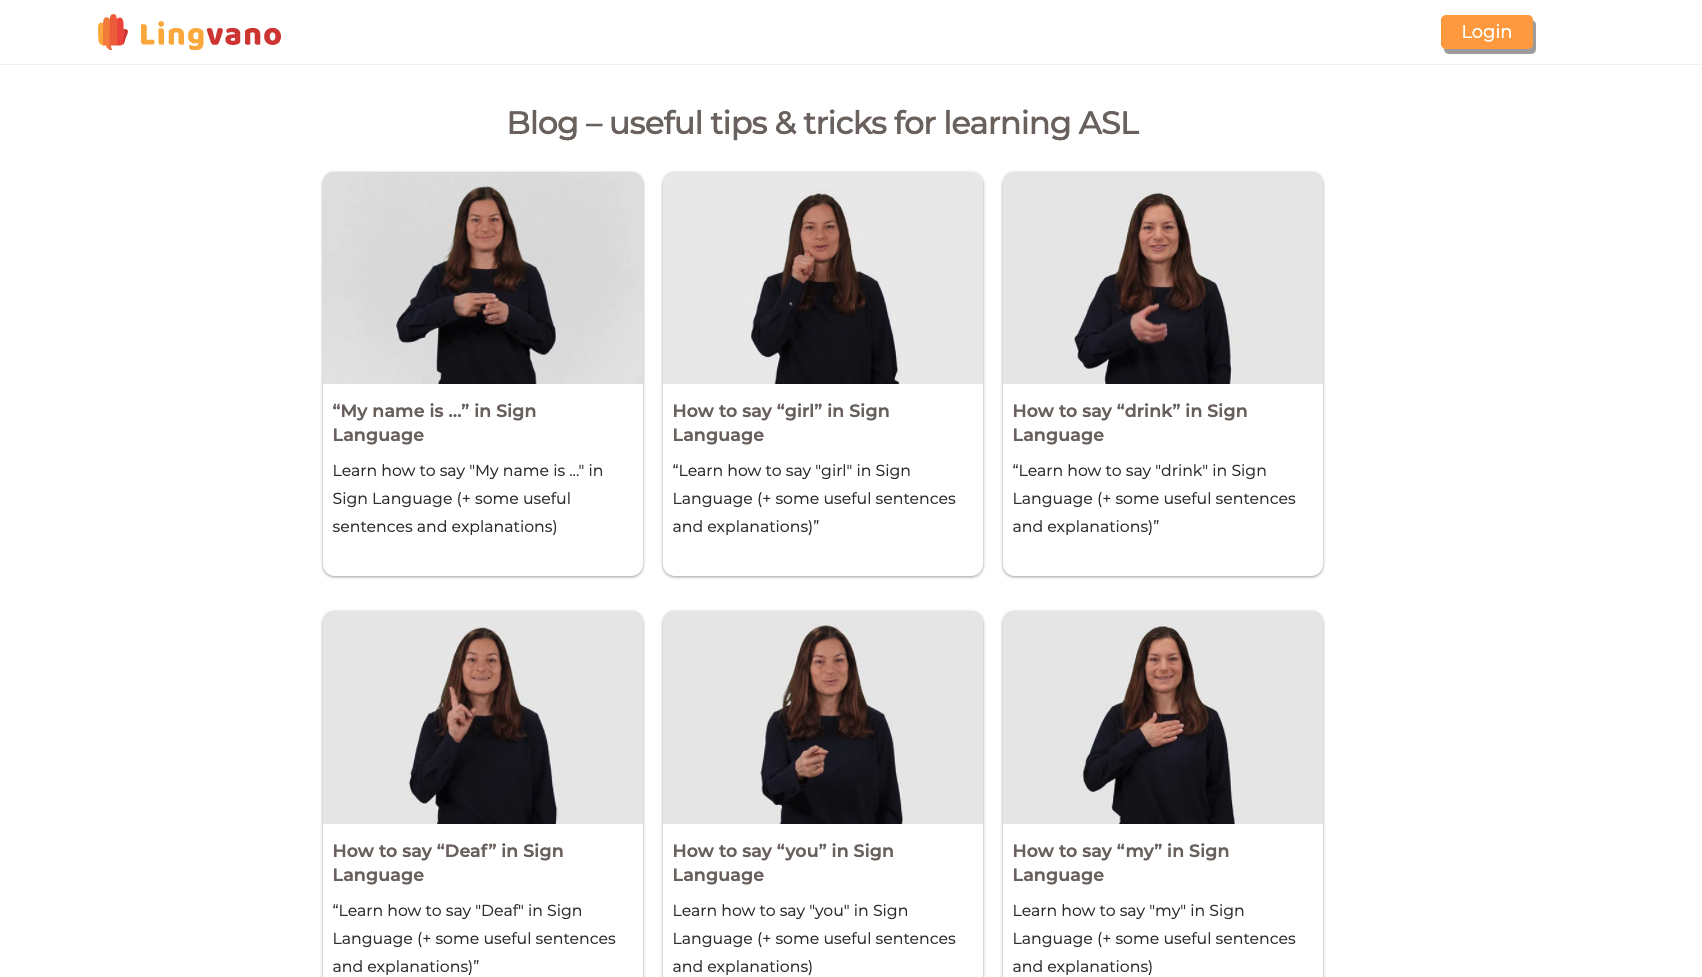 Lingvano
Login
Blog – useful tips & tricks for learning ASL
“My name is ...” in Sign
Language
Learn how to say "My name is ..." in
Sign Language (+ some useful
sentences and explanations)
How to say “girl” in Sign
Language
“Learn how to say "girl" in Sign
Language (+ some useful sentences
and explanations)”
How to say “drink” in Sign
Language
“Learn how to say "drink" in Sign
Language (+ some useful sentences
and explanations)”
How to say “Deaf” in Sign
Language
“Learn how to say "Deaf" in Sign
Language (+ some useful sentences
and explanations)”
How to say “you” in Sign
Language
Learn how to say "you" in Sign
Language (+ some useful sentences
and explanations)
How to say “my” in Sign
Language
Learn how to say "my" in Sign
Language (+ some useful sentences
and explanations)